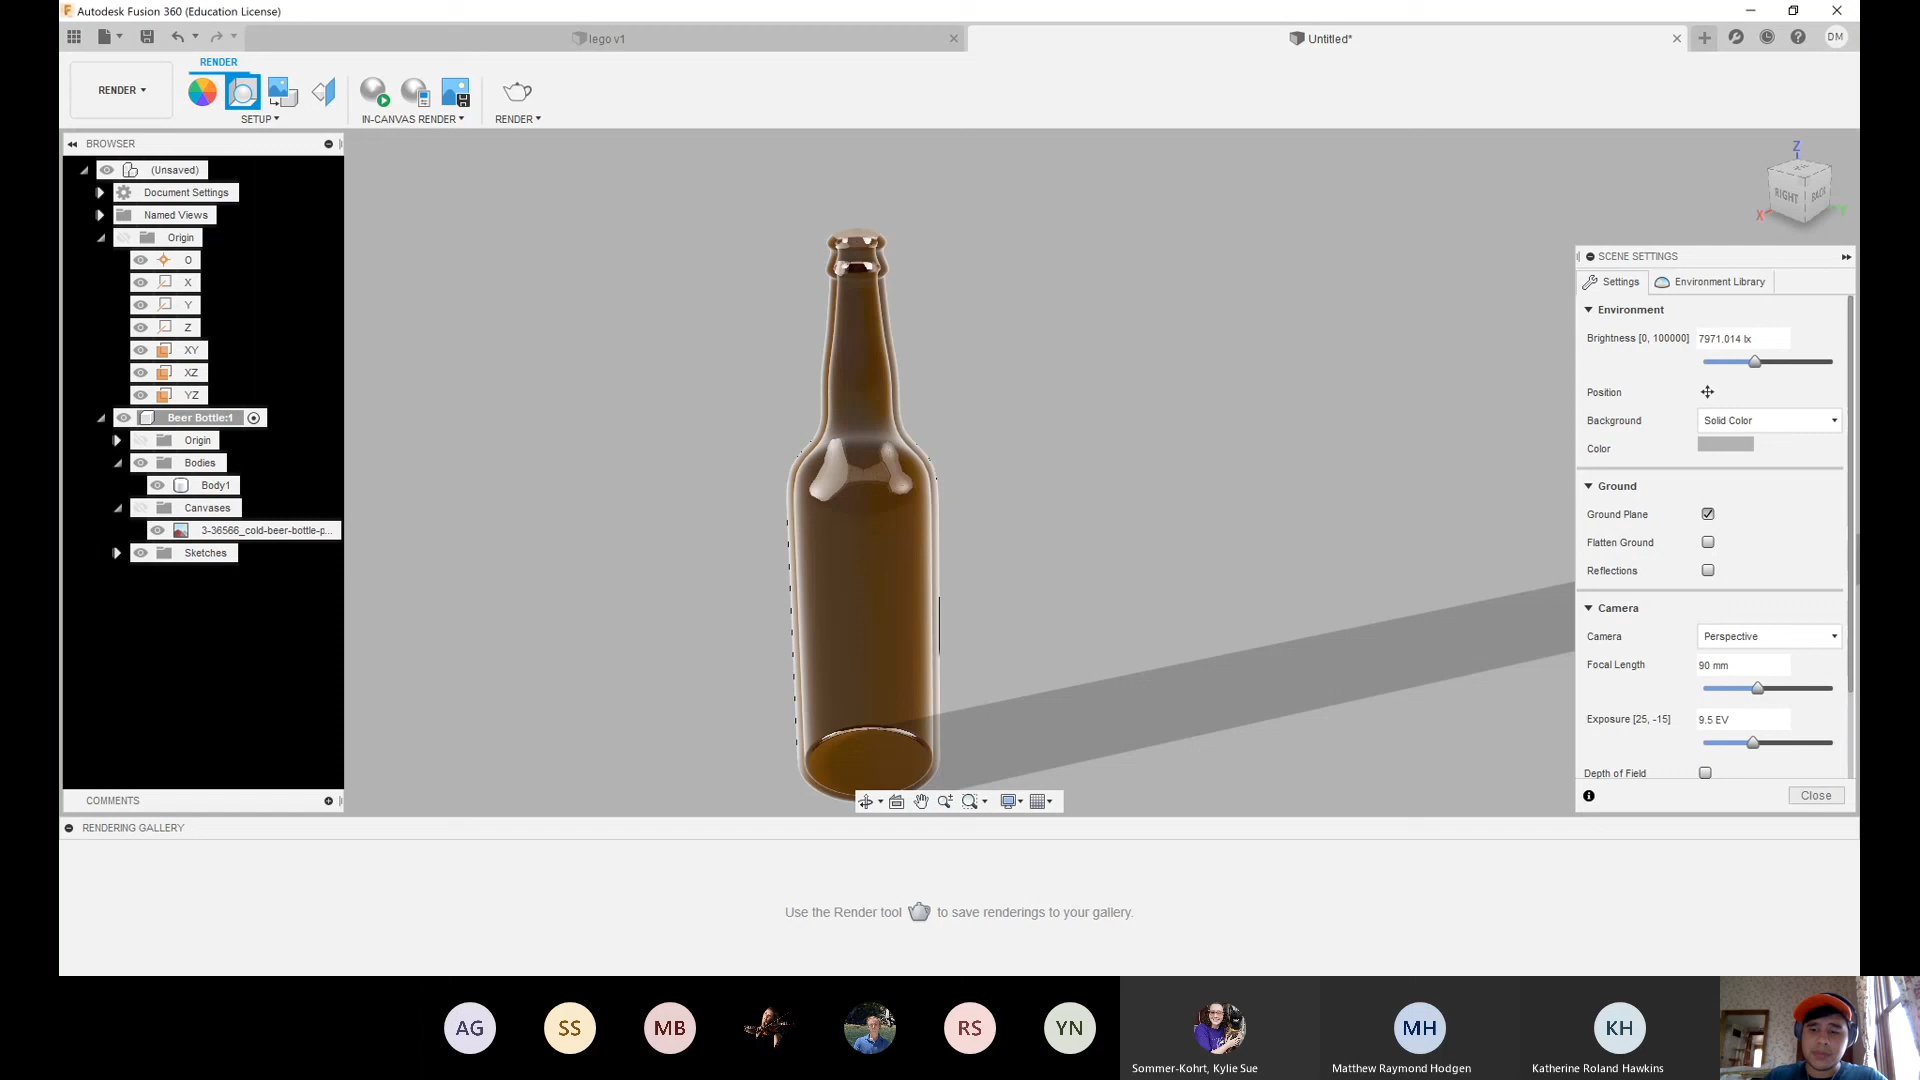 Autodesk Fusion 360 (Education License)
lego v1
Untitled*
DM
RENDER
RENDER
SETUP
IN-CANVAS RENDER
RENDER
BROWSER
(Unsaved)
Document Settings
Named Views
Origin
O
X
Y
Z
XY
XZ
YZ
Beer Bottle:1
Origin
Bodies
Body1
Canvases
3-36566_cold-beer-bottle-p...
Sketches
COMMENTS
Z
RIGHT
BACK
X
Y
SCENE SETTINGS
Settings
Environment Library
Environment
Brightness [0, 100000] 7971.014 lx
Position
Background Solid Color
Color
Ground
Ground Plane
Flatten Ground
Reflections
Camera
Camera Perspective
Focal Length 90 mm
Exposure [25, -15] 9.5 EV
Depth of Field
Close
RENDERING GALLERY
Use the Render tool to save renderings to your gallery.
AG
SS
MB
RS
YN
MH
KH
Sommer-Kohrt, Kylie Sue
Matthew Raymond Hodgen
Katherine Roland Hawkins